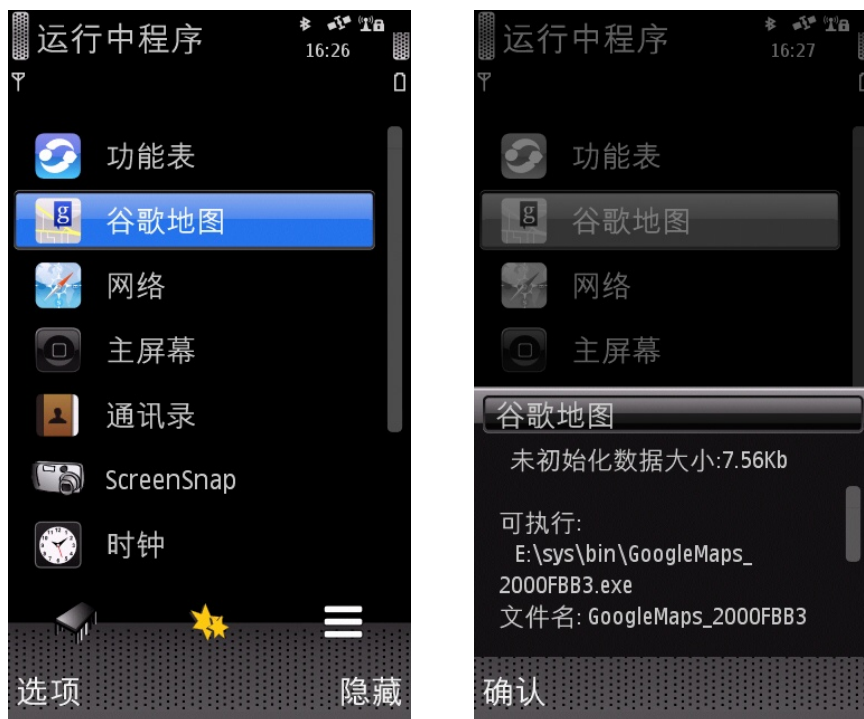 运行中程序
16:26
功能表
谷歌地图
网络
主屏幕
通讯录
ScreenSnap
时钟
选项 隐藏
运行中程序
16:27
功能表
谷歌地图
网络
主屏幕
谷歌地图
未初始化数据大小:7.56Kb
可执行:
E:\sys\bin\GoogleMaps_
2000FBB3.exe
文件名: GoogleMaps_2000FBB3
确认